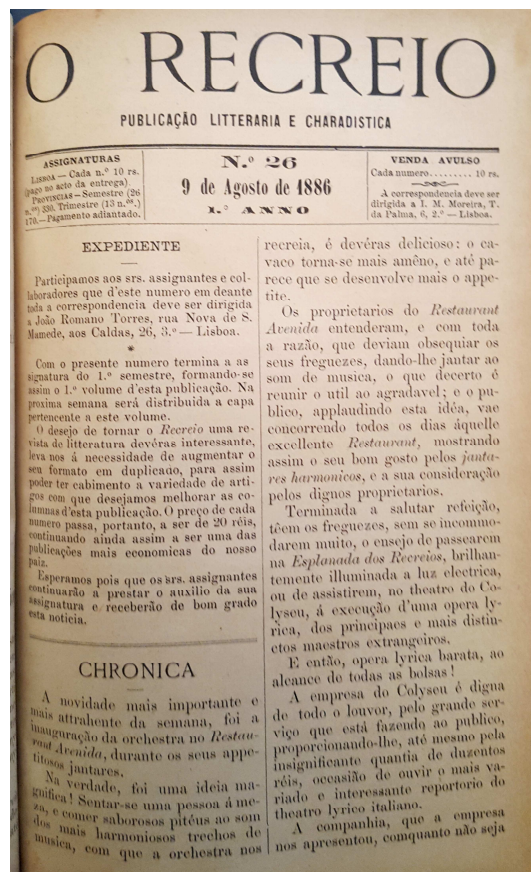 O RECREIO
PUBLICAÇÃO LITTERARIA E CHARADISTICA
ASSIGNATURAS
LISBOA — Cada n.º 10 rs.
(pago no acto da entrega)
PROVINCIAS — Semestre (26
n.os) 330. Trimestre (13 n.os.)
170. — Pagamento adiantado.
N.º 26
9 de Agosto de 1886
1.º ANNO
VENDA AVULSO
Cada numero......... 10 rs.
A correspondencia deve ser
dirigida a I. M. Moreira, T.
da Palma, 6, 2.º — Lisboa.
EXPEDIENTE
Participamos aos srs. assignantes e col-
laboradores que d'este numero em deante
toda a correspondencia deve ser dirigida
a João Romano Torres, rua Nova de S.
Mamede, aos Caldas, 26, 3.º — Lisboa.
*
Com o presente numero termina a as-
signatura do 1.º semestre, formando-se
assim o 1.º volume d'esta publicação. Na
proxima semana será distribuida a capa
pertencente a este volume.
O desejo de tornar o Recreio uma re-
vista de litteratura devéras interessante,
leva nos á necessidade de augmentar o
seu formato em duplicado, para assim
poder ter cabimento a variedade de arti-
gos com que desejamos melhorar as co-
lumnas d'esta publicação. O preço de cada
numero passa, portanto, a ser de 20 réis,
continuando ainda assim a ser uma das
publicações mais economicas do nosso
paiz.
Esperamos pois que os srs. assignantes
continuarão a prestar o auxilio da sua
assignatura e receberão de bom grado
esta noticia.
CHRONICA
A novidade mais importante e
mais attrahente da semana, foi a
inauguração da orchestra no Restau-
rant Avenida, durante os seus appe-
titosos jantares.
Na verdade, foi uma ideia ma-
gnifica! Sentar-se uma pessoa á me-
za, e comer saborosos pitéus ao som
dos mais harmoniosos trechos de
musica, com que a orchestra nos
recreia, é devéras delicioso: o ca-
vaco torna-se mais amêno, e até pa-
rece que se desenvolve mais o appe-
tite.
Os proprietarios do Restaurant
Avenida entenderam, e com toda
a razão, que deviam obsequiar os
seus freguezes, dando-lhe jantar ao
som de musica, o que decerto é
reunir o util ao agradavel; e o pu-
blico, applaudindo esta idéa, vae
concorrendo todos os dias áquelle
excellente Restaurant, mostrando
assim o seu bom gosto pelos janta-
res harmonicos, e a sua consideração
pelos dignos proprietarios.
Terminada a salutar refeição,
têem os freguezes, sem se incommo-
darem muito, o ensejo de passearem
na Esplanada dos Recreios, brilhan-
temente illuminada a luz electrica,
ou de assistirem, no theatro do Co-
lyseu, á execução d'uma opera ly-
rica, dos principaes e mais distin-
ctos maestros extrangeiros.
E então, opera lyrica barata, ao
alcance de todas as bolsas!
A empresa do Colyseu é digna
de todo o louvor, pelo grande ser-
viço que está fazendo ao publico,
proporcionando-lhe, até mesmo pela
insignificante quantia de duzentos
réis, occasião de ouvir o mais va-
riado e interessante reportorio do
theatro lyrico italiano.
A companhia, que a empresa
nos apresentou, comquanto não seja